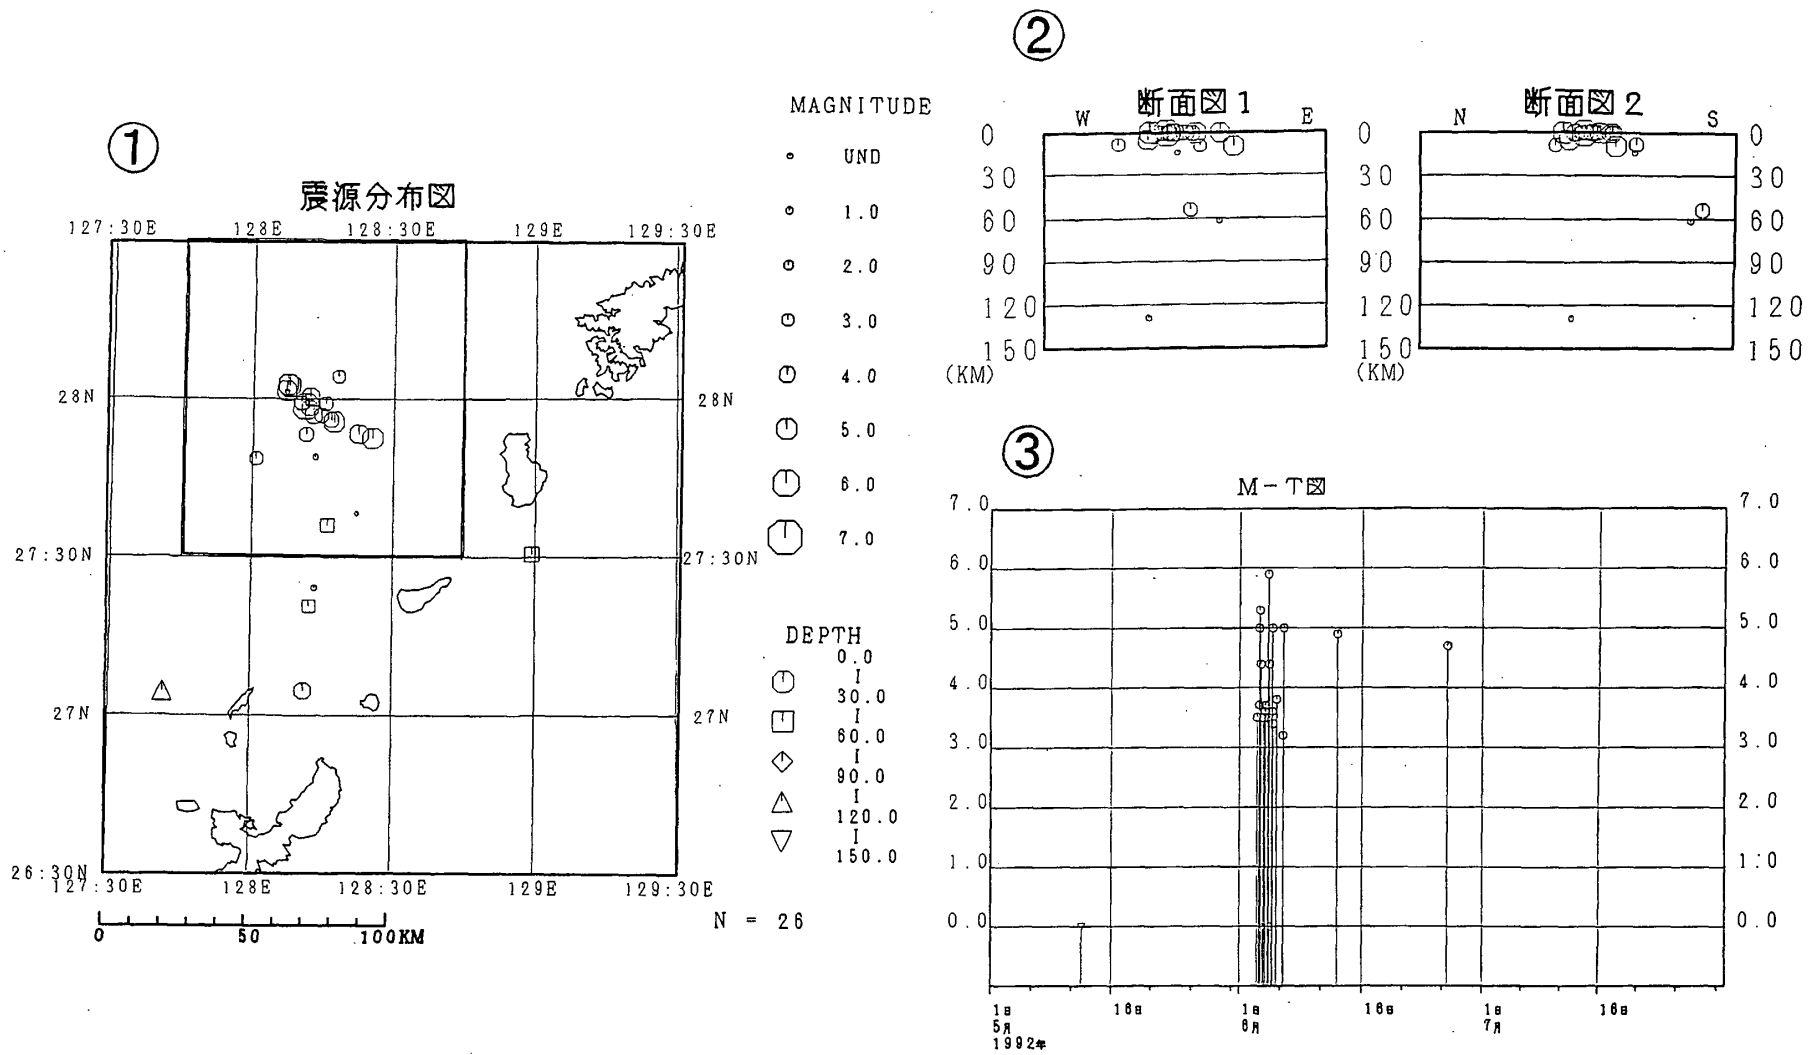 ①
震源分布図
127:30E 128E 128:30E 129E 129:30E
28N 28N
27:30N 27:30N
27N 27N
26:30N
127:30E 128E 128:30E 129E 129:30E
0 50 100KM
N = 26
MAGNITUDE
UND
1.0
2.0
3.0
4.0
5.0
6.0
7.0
DEPTH
0.0
I
30.0
I
60.0
I
90.0
I
120.0
I
150.0
②
断面図1
W E
0
30
60
90
120
150
(KM)
断面図2
N S
0 0
30 30
60 60
90 90
120 120
150 150
(KM)
③
M-T図
7.0 7.0
6.0 6.0
5.0 5.0
4.0 4.0
3.0 3.0
2.0 2.0
1.0 1:0
0.0 0.0
1日 16日 1日 16日 1日 16日
5月 6月 7月
1992年